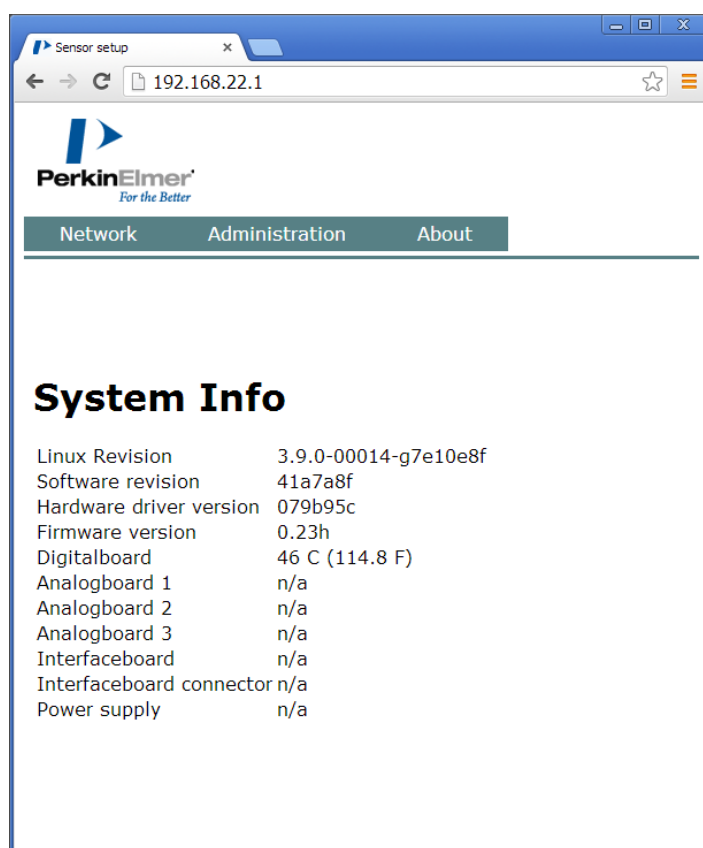 Sensor setup
192.168.22.1
PerkinElmer
For the Better
Network Administration About
System Info
Linux Revision 3.9.0-00014-g7e10e8f
Software revision 41a7a8f
Hardware driver version 079b95c
Firmware version 0.23h
Digitalboard 46 C (114.8 F)
Analogboard 1 n/a
Analogboard 2 n/a
Analogboard 3 n/a
Interfaceboard n/a
Interfaceboard connector n/a
Power supply n/a